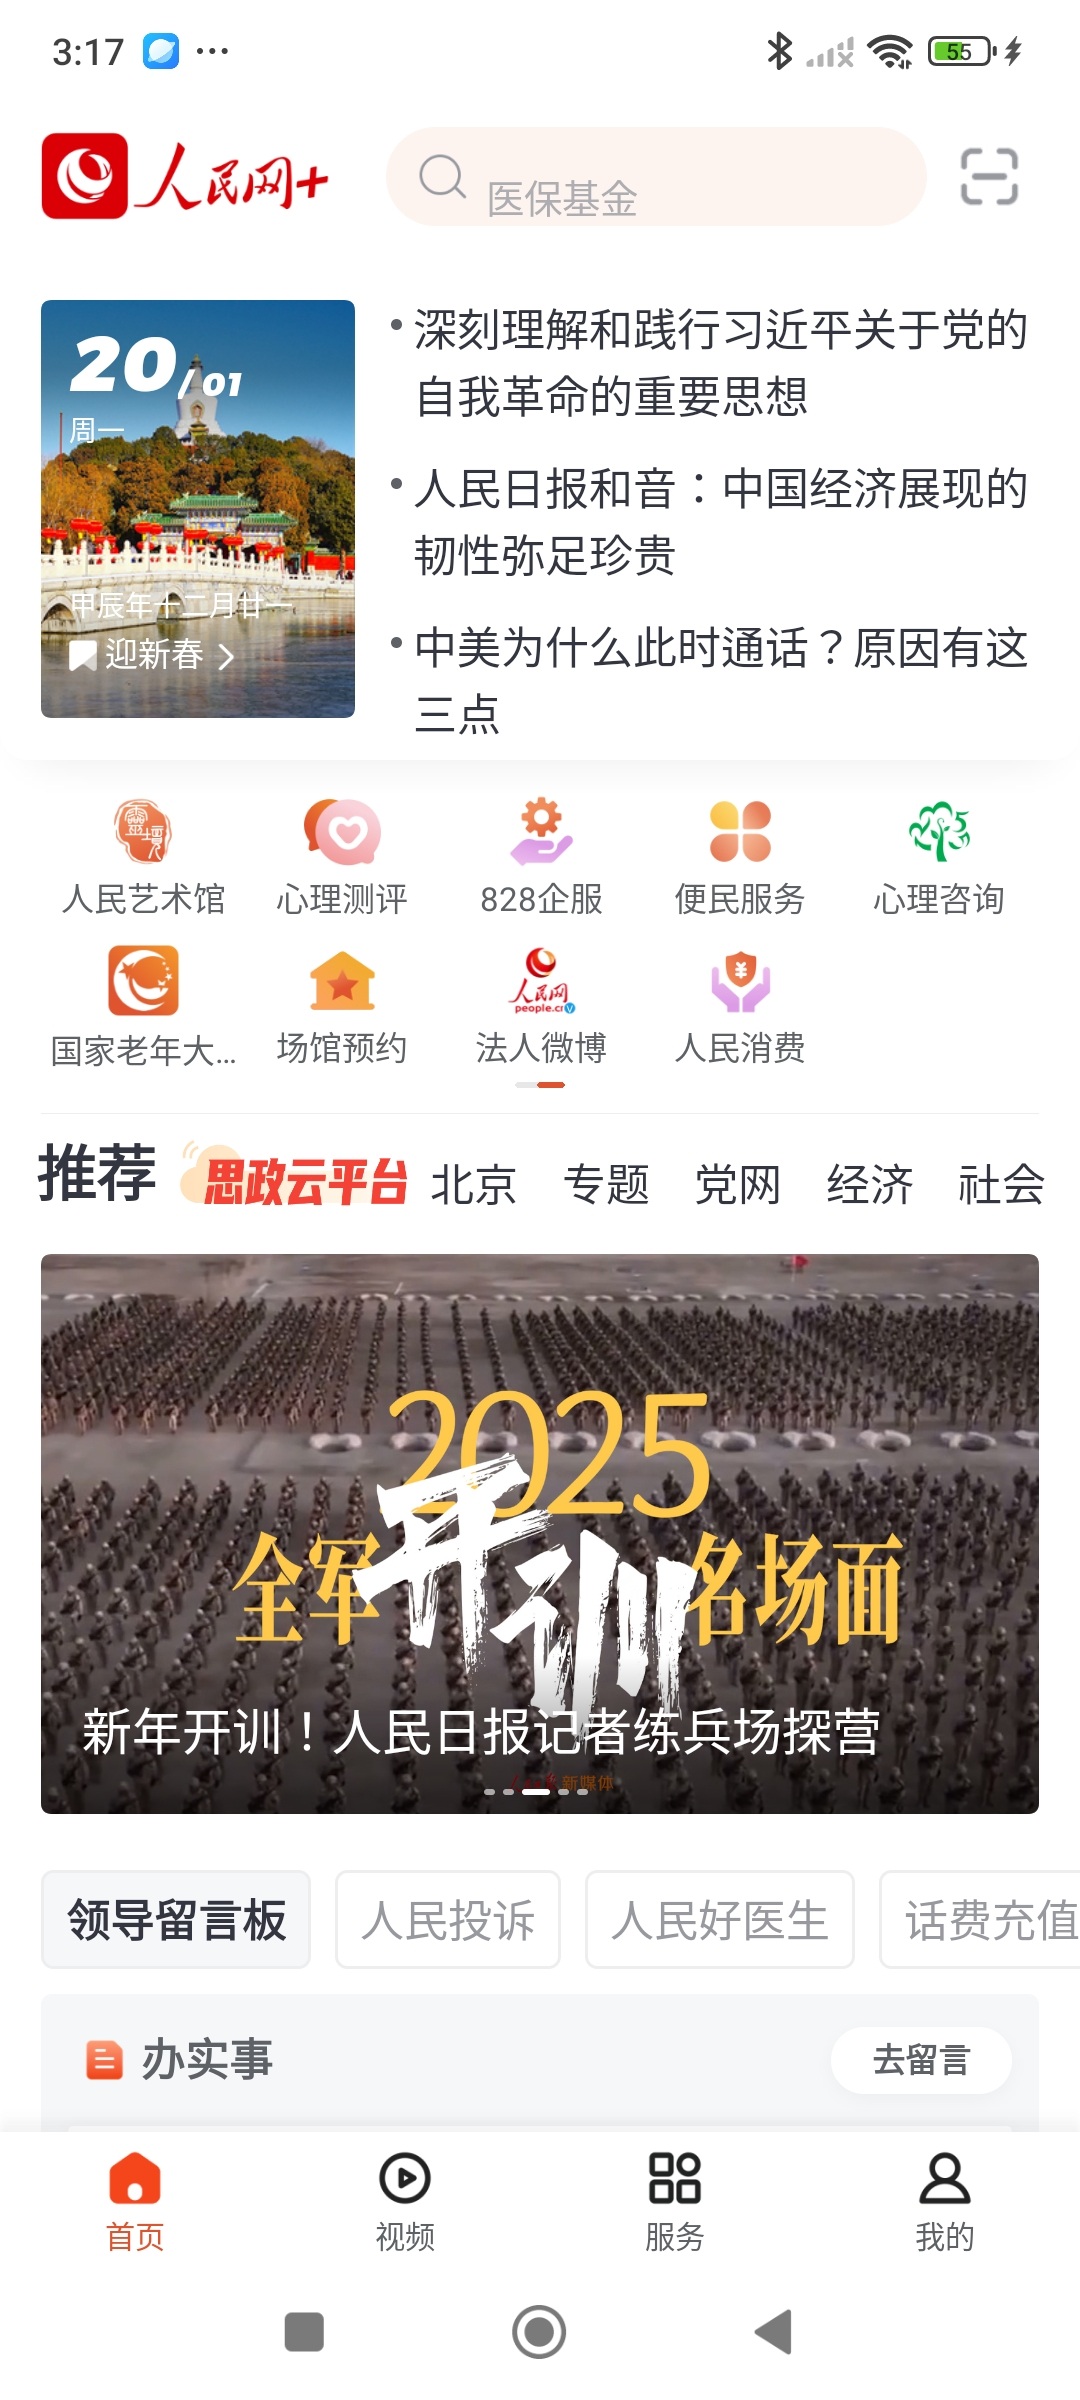 3:17
55
人民网+
医保基金
20/01
周一
甲辰年十二月廿一
迎新春
深刻理解和践行习近平关于党的
自我革命的重要思想
人民日报和音：中国经济展现的
韧性弥足珍贵
中美为什么此时通话？原因有这
三点
人民艺术馆
心理测评
828企服
便民服务
心理咨询
人民网
people.cn
国家老年大...
场馆预约
法人微博
人民消费
推荐
思政云平台
北京
专题
党网
经济
社会
2025
全军开训名场面
新年开训！人民日报记者练兵场探营
新媒体
领导留言板
人民投诉
人民好医生
话费充值
办实事
去留言
首页
视频
服务
我的